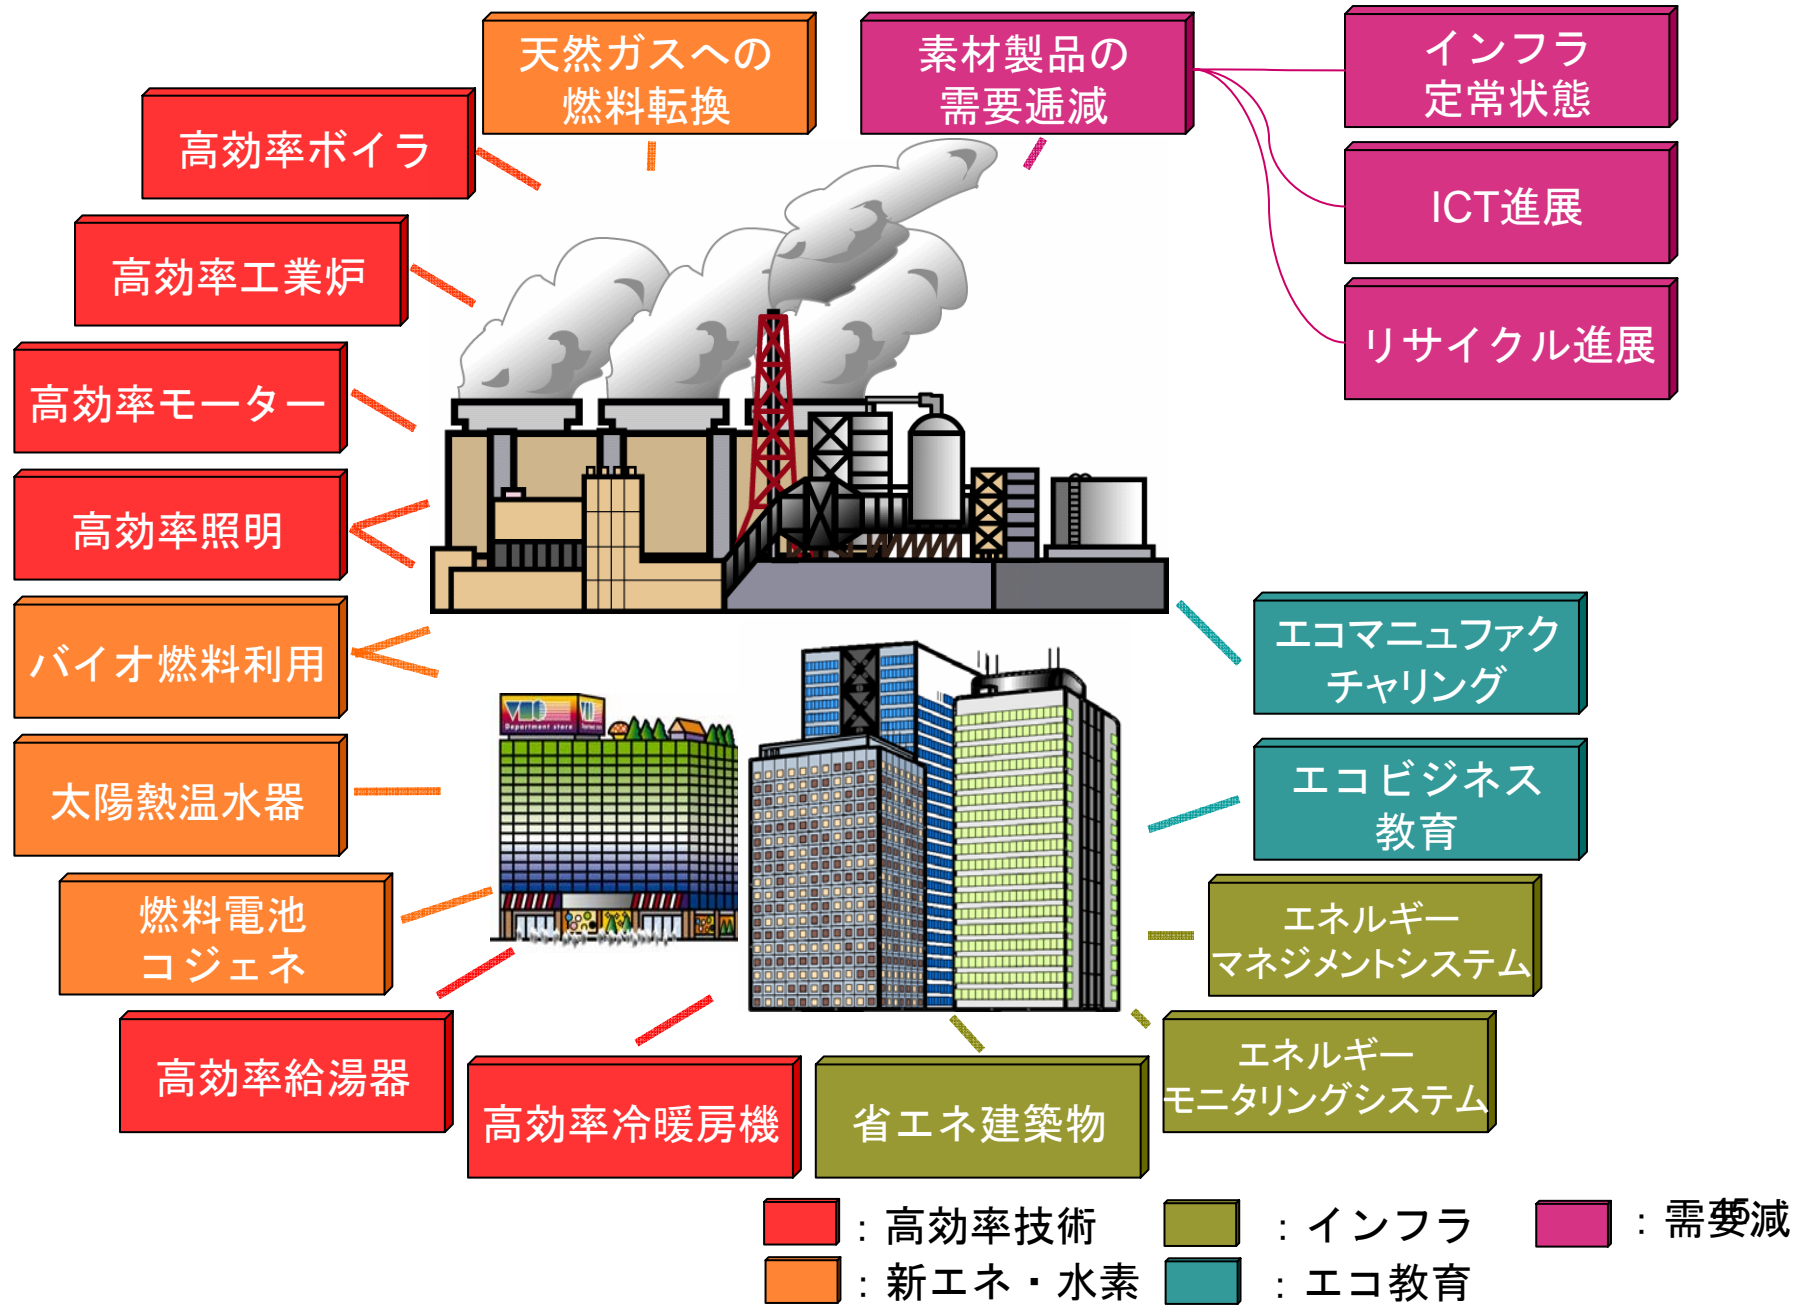 天然ガスへの
燃料転換
素材製品の
需要逓減
インフラ
定常状態
高効率ボイラ
ICT進展
高効率工業炉
リサイクル進展
高効率モーター
高効率照明
バイオ燃料利用
エコマニュファク
チャリング
太陽熱温水器
Department store
エコビジネス
教育
燃料電池
コジェネ
エネルギー
マネジメントシステム
高効率給湯器
エネルギー
モニタリングシステム
高効率冷暖房機
省エネ建築物
：高効率技術
：インフラ
：需要減
45
：新エネ・水素
：エコ教育